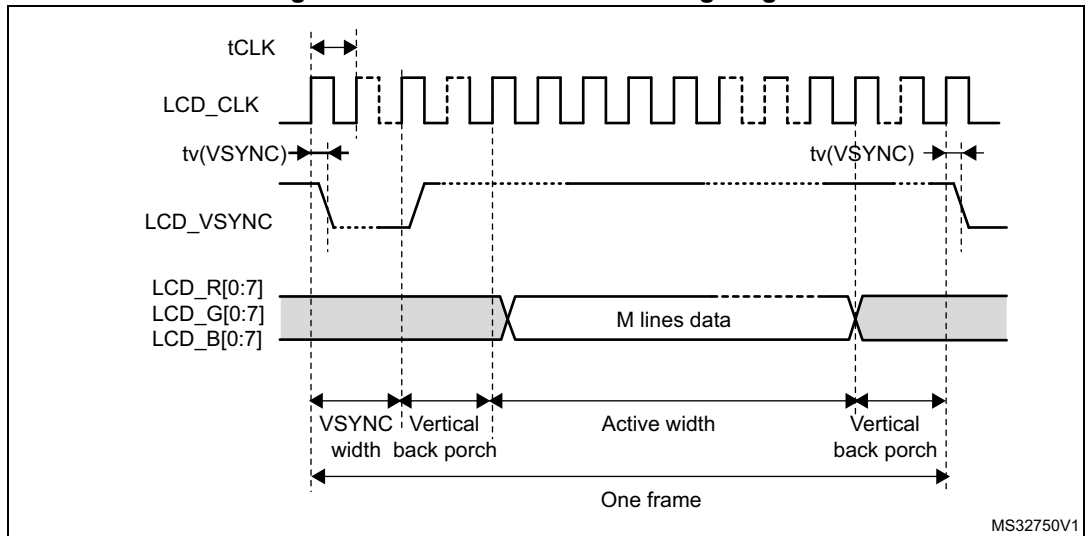 tCLK
LCD_CLK
tv(VSYNC)
tv(VSYNC)
LCD_VSYNC
LCD_R[0:7]
LCD_G[0:7]
LCD_B[0:7]
M lines data
VSYNC width
Vertical back porch
Active width
Vertical back porch
One frame
MS32750V1